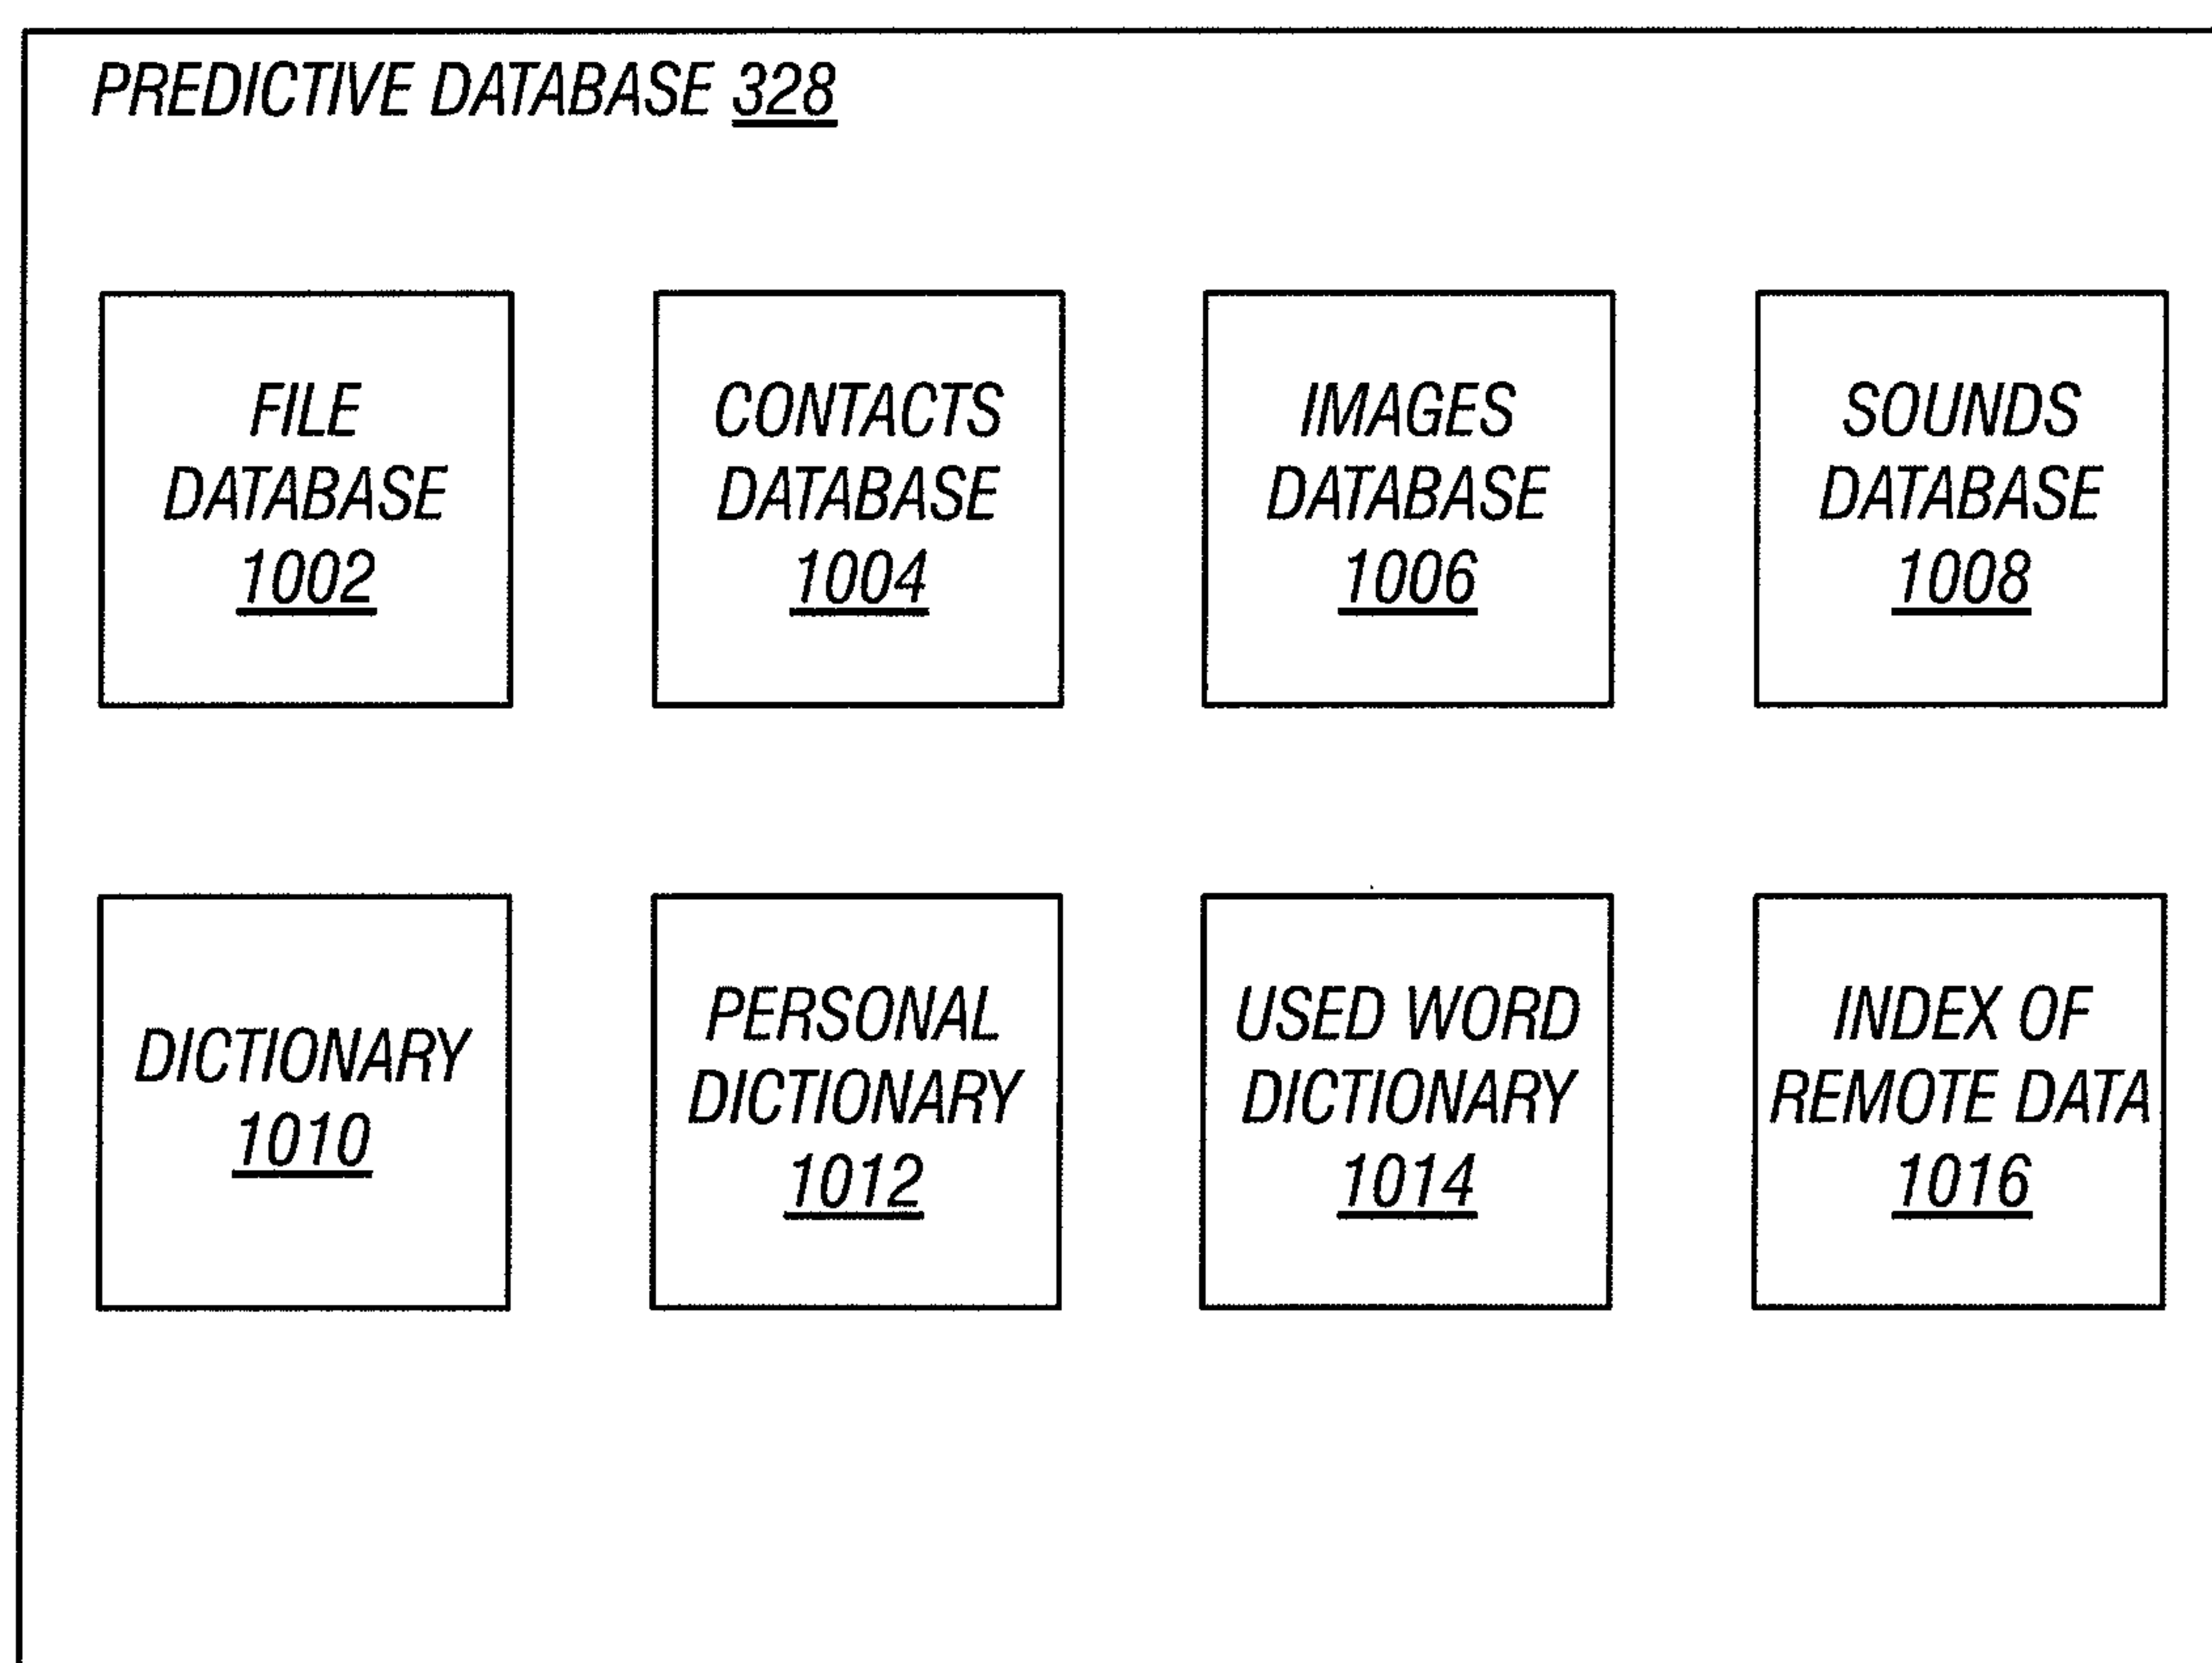 PREDICTIVE DATABASE 328
FILE
DATABASE
1002
CONTACTS
DATABASE
1004
IMAGES
DATABASE
1006
SOUNDS
DATABASE
1008
DICTIONARY
1010
PERSONAL
DICTIONARY
1012
USED WORD
DICTIONARY
1014
INDEX OF
REMOTE DATA
1016